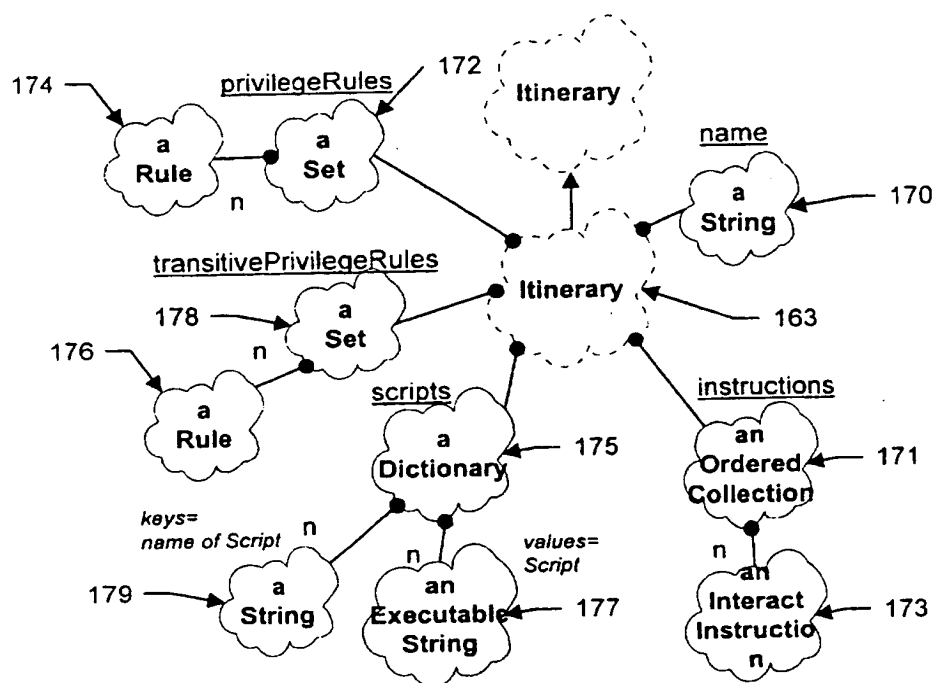 174
privilegeRules
172
Itinerary
name
a
Rule
n
a
Set
a
String
170
transitivePrivilegeRules
Itinerary
163
178
a
Set
176
n
a
Rule
scripts
a
Dictionary
175
instructions
an
Ordered
Collection
171
keys=
name of Script
n
n
values=
Script
n
179
a
String
an
Executable
String
177
an
Interact
Instructio
n
173